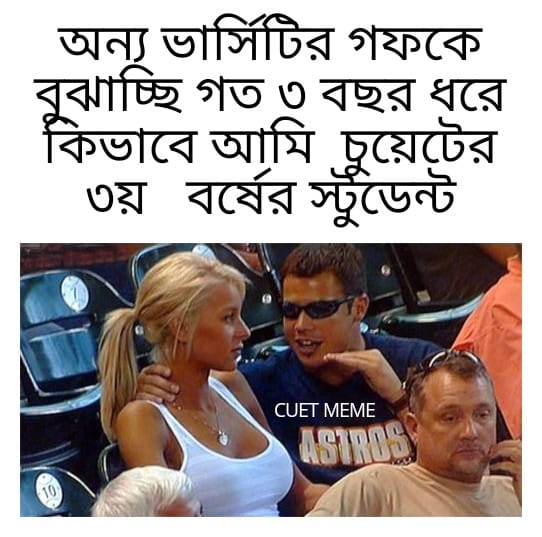 অন্য ভার্সিটির গফকে
বুঝাচ্ছি গত ৩ বছর ধরে
কিভাবে আমি চুয়েটের
৩য় বর্ষের স্টুডেন্ট
CUET MEME
ASTROS
10